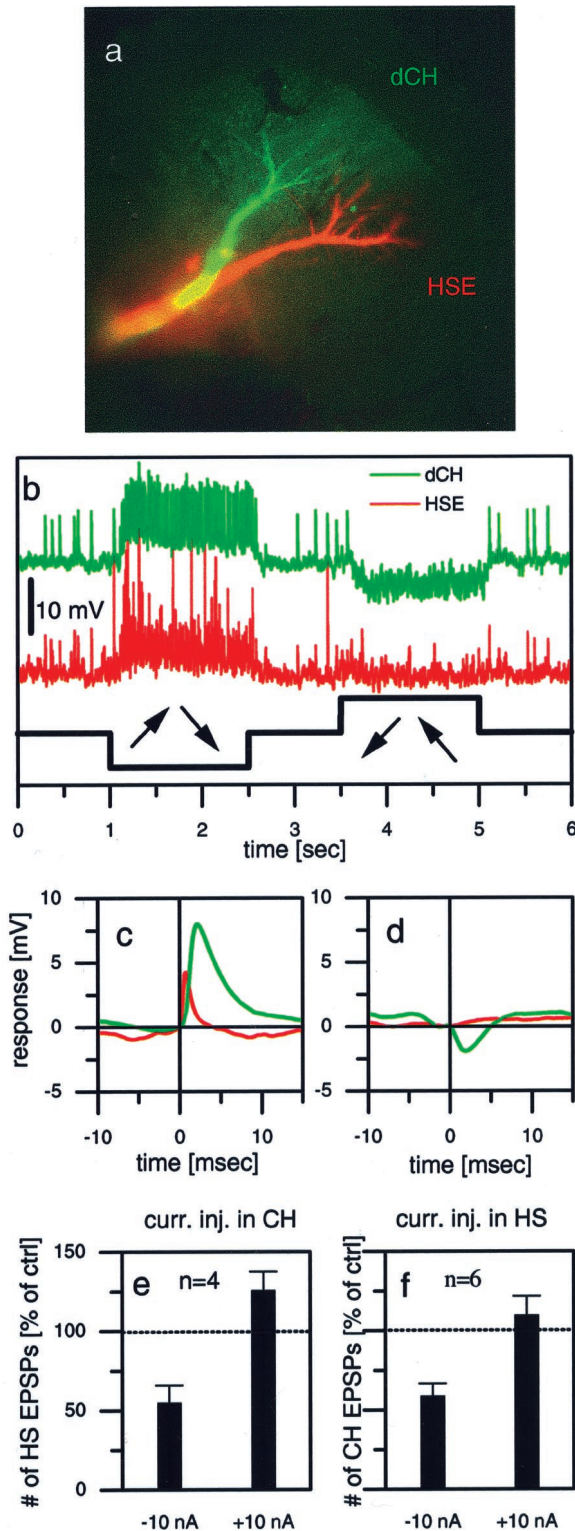 a
dCH
HSE
b
dCH
HSE
10 mV
0 1 2 3 4 5 6
time [sec]
response [mV]
10
5
0
-5
c
-10 0 10
time [msec]
10
5
0
-5
d
-10 0 10
time [msec]
curr. inj. in CH
# of HS EPSPs [% of ctrl]
150
100
50
0
e n=4
-10 nA +10 nA
curr. inj. in HS
# of CH EPSPs [% of ctrl]
f n=6
-10 nA +10 nA